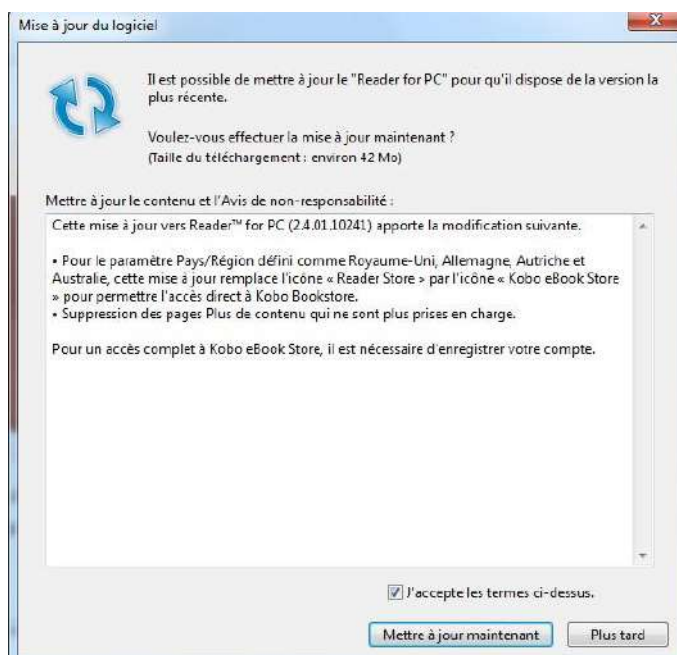 Mise à jour du logiciel
Il est possible de mettre à jour le "Reader for PC" pour qu'il dispose de la version la
plus récente.
Voulez-vous effectuer la mise à jour maintenant ?
(Taille du téléchargement : environ 42 Mo)
Mettre à jour le contenu et l'Avis de non-responsabilité :
Cette mise à jour vers Reader™ for PC (2.4.01.10241) apporte la modification suivante.
• Pour le paramètre Pays/Région défini comme Royaume-Uni, Allemagne, Autriche et
Australie, cette mise à jour remplace l'icône « Reader Store » par l'icône « Kobo eBook Store
» pour permettre l'accès direct à Kobo Bookstore.
• Suppression des pages Plus de contenu qui ne sont plus prises en charge.
Pour un accès complet à Kobo eBook Store, il est nécessaire d'enregistrer votre compte.
J'accepte les termes ci-dessus.
Mettre à jour maintenant
Plus tard